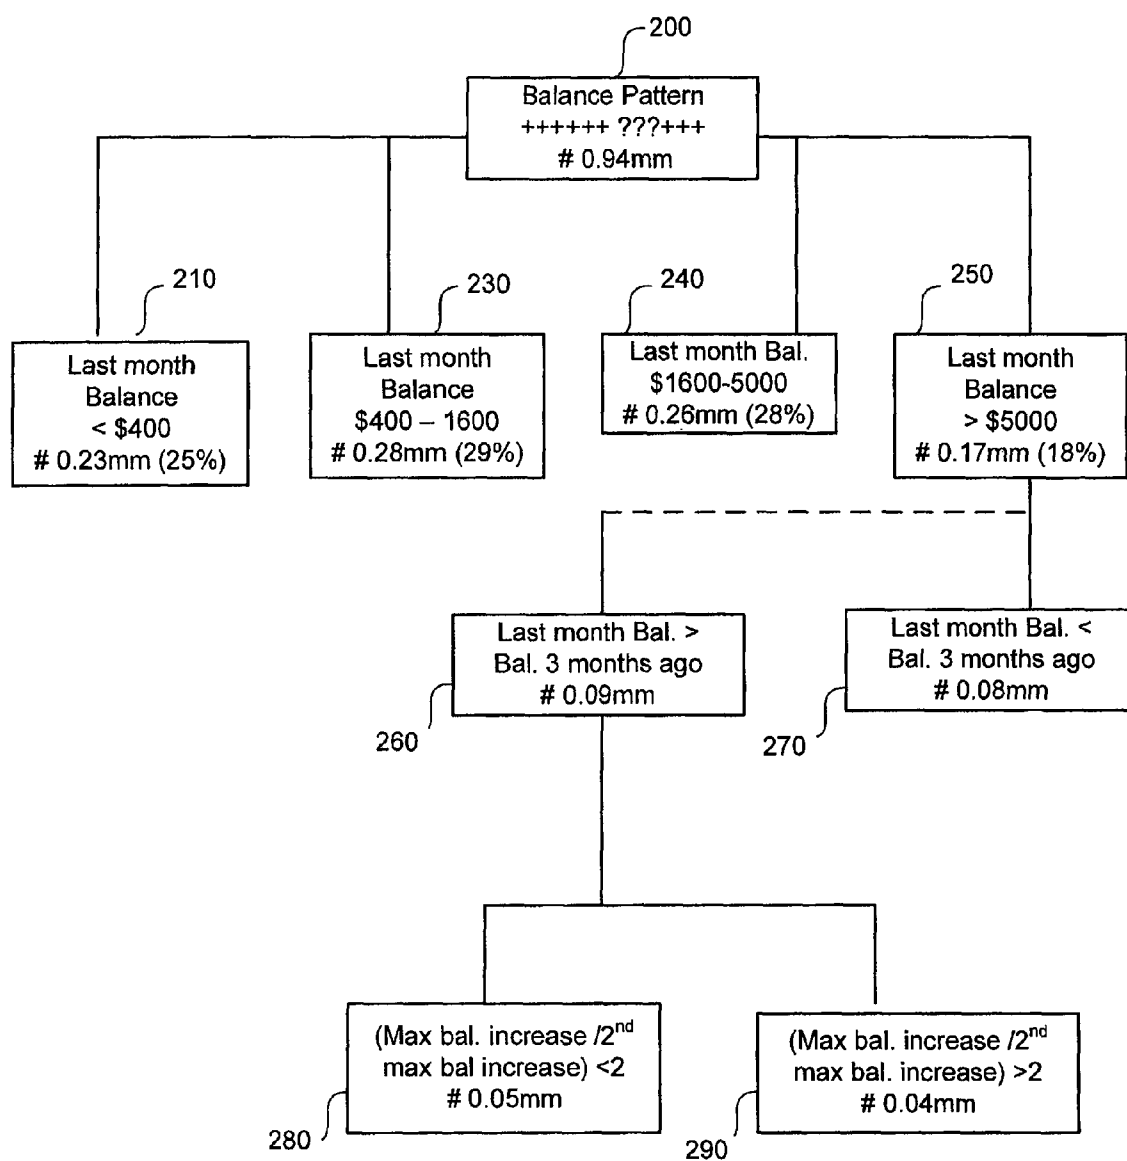 200
Balance Pattern
++++++ ???+++
# 0.94mm
210
230
240
250
Last month
Balance
< $400
# 0.23mm (25%)
Last month
Balance
$400 – 1600
# 0.28mm (29%)
Last month Bal.
$1600-5000
# 0.26mm (28%)
Last month
Balance
> $5000
# 0.17mm (18%)
Last month Bal. >
Bal. 3 months ago
# 0.09mm
260
Last month Bal. <
Bal. 3 months ago
# 0.08mm
270
(Max bal. increase /2nd
max bal increase) <2
# 0.05mm
280
(Max bal. increase /2nd
max bal. increase) >2
# 0.04mm
290